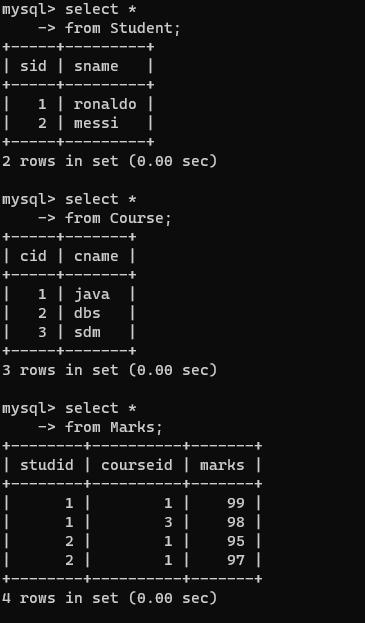 mysql> select *
    -> from Student;
+-----+---------+
| sid | sname   |
+-----+---------+
|   1 | ronaldo |
|   2 | messi   |
+-----+---------+
2 rows in set (0.00 sec)

mysql> select *
    -> from Course;
+-----+-------+
| cid | cname |
+-----+-------+
|   1 | java  |
|   2 | dbs   |
|   3 | sdm   |
+-----+-------+
3 rows in set (0.00 sec)

mysql> select *
    -> from Marks;
+--------+----------+-------+
| studid | courseid | marks |
+--------+----------+-------+
|      1 |        1 |    99 |
|      1 |        3 |    98 |
|      2 |        1 |    95 |
|      2 |        1 |    97 |
+--------+----------+-------+
4 rows in set (0.00 sec)